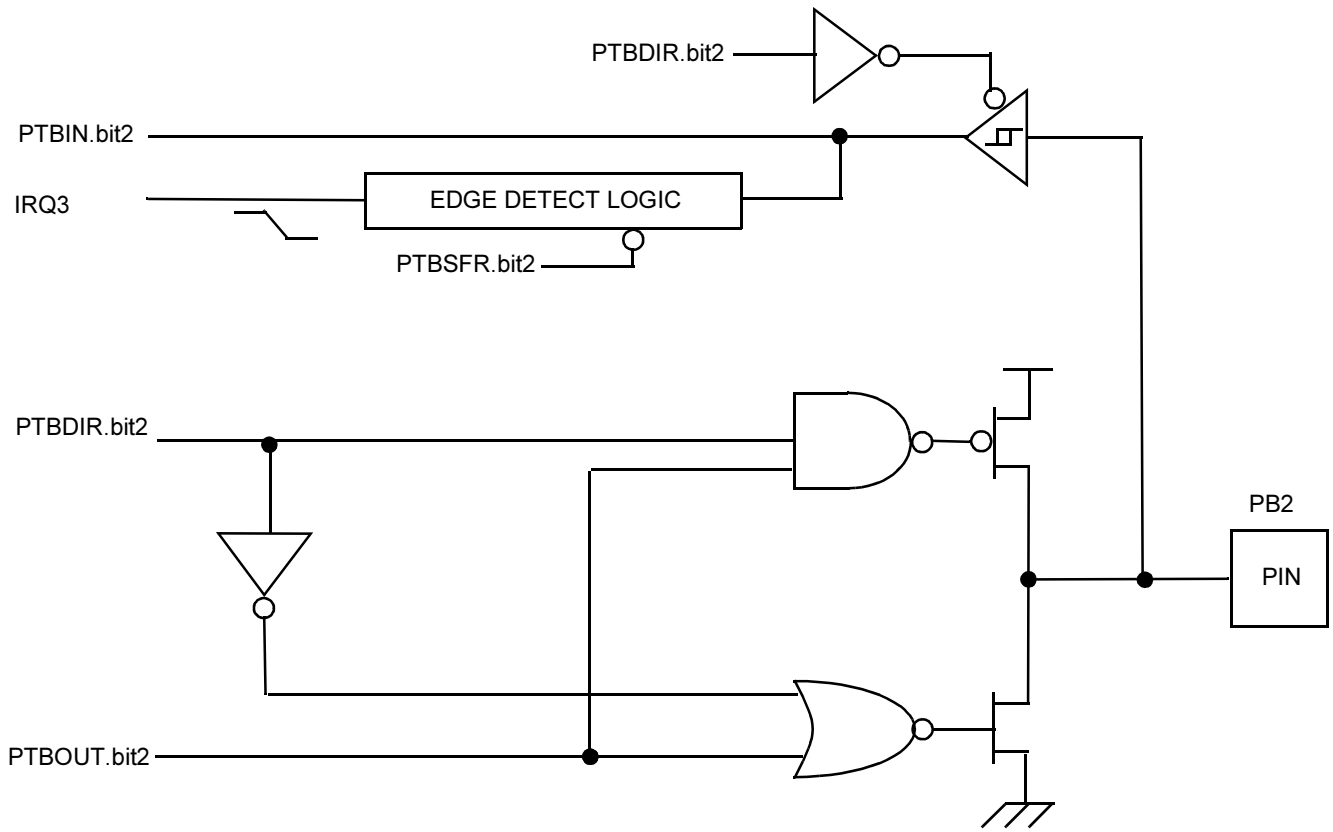 PTBDIR.bit2
PTBIN.bit2
IRQ3
EDGE DETECT LOGIC
PTBSFR.bit2
PTBDIR.bit2
PB2
PIN
PTBOUT.bit2